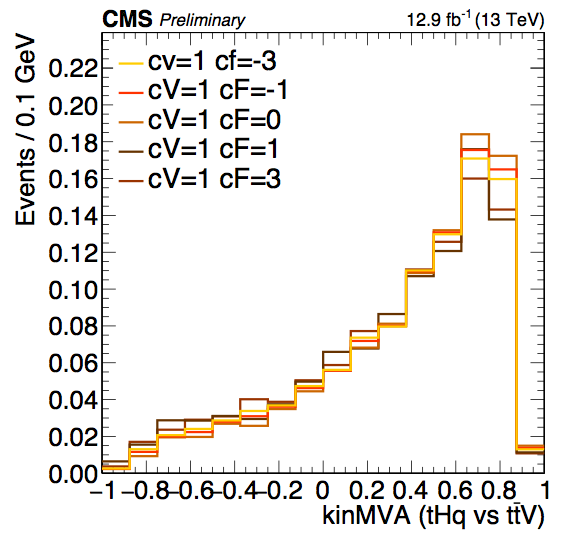 CMS Preliminary 12.9 fb⁻¹ (13 TeV)
Events / 0.1 GeV
0.22
0.20
0.18
0.16
0.14
0.12
0.10
0.08
0.06
0.04
0.02
0.00
cv=1 cf=-3
cV=1 cF=-1
cV=1 cF=0
cV=1 cF=1
cV=1 cF=3
−1 −0.8 −0.6 −0.4 −0.2 0 0.2 0.4 0.6 0.8 1
kinMVA (tHq vs tt̄V)